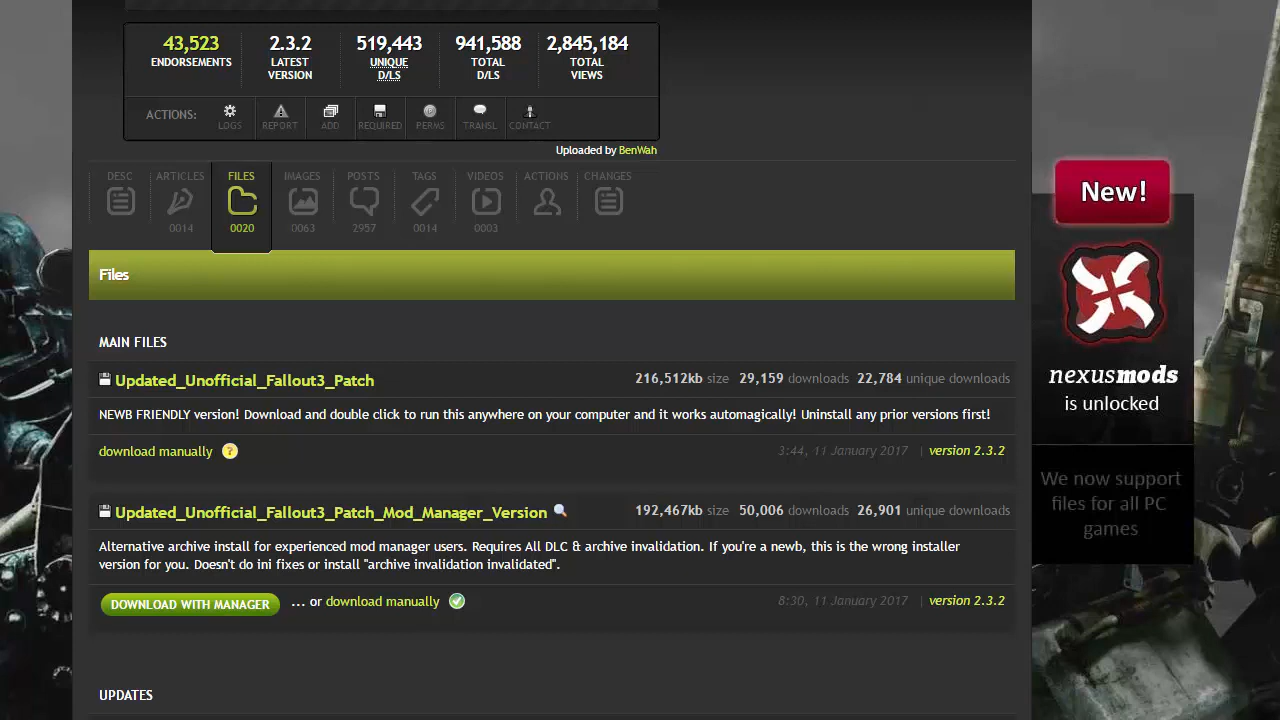 43,523 2.3.2 519,443 941,588 2,845,184
ENDORSEMENTS LATEST VERSION UNIQUE D/LS TOTAL D/LS TOTAL VIEWS
ACTIONS: LOGS REPORT ADD REQUIRED PERMS TRANSL CONTACT
Uploaded by BenWah
DESC ARTICLES FILES IMAGES POSTS TAGS VIDEOS ACTIONS CHANGES
0014 0020 0063 2957 0014 0003
Files
MAIN FILES
Updated_Unofficial_Fallout3_Patch 216,512kb size 29,159 downloads 22,784 unique downloads
NEWB FRIENDLY version! Download and double click to run this anywhere on your computer and it works automagically! Uninstall any prior versions first!
download manually ? 3:44, 11 January 2017 | version 2.3.2
Updated_Unofficial_Fallout3_Patch_Mod_Manager_Version 192,467kb size 50,006 downloads 26,901 unique downloads
Alternative archive install for experienced mod manager users. Requires All DLC & archive invalidation. If you're a newb, this is the wrong installer
version for you. Doesn't do ini fixes or install "archive invalidation invalidated".
DOWNLOAD WITH MANAGER ... or download manually 8:30, 11 January 2017 | version 2.3.2
UPDATES
New!
nexusmods
is unlocked
We now support
files for all PC
games